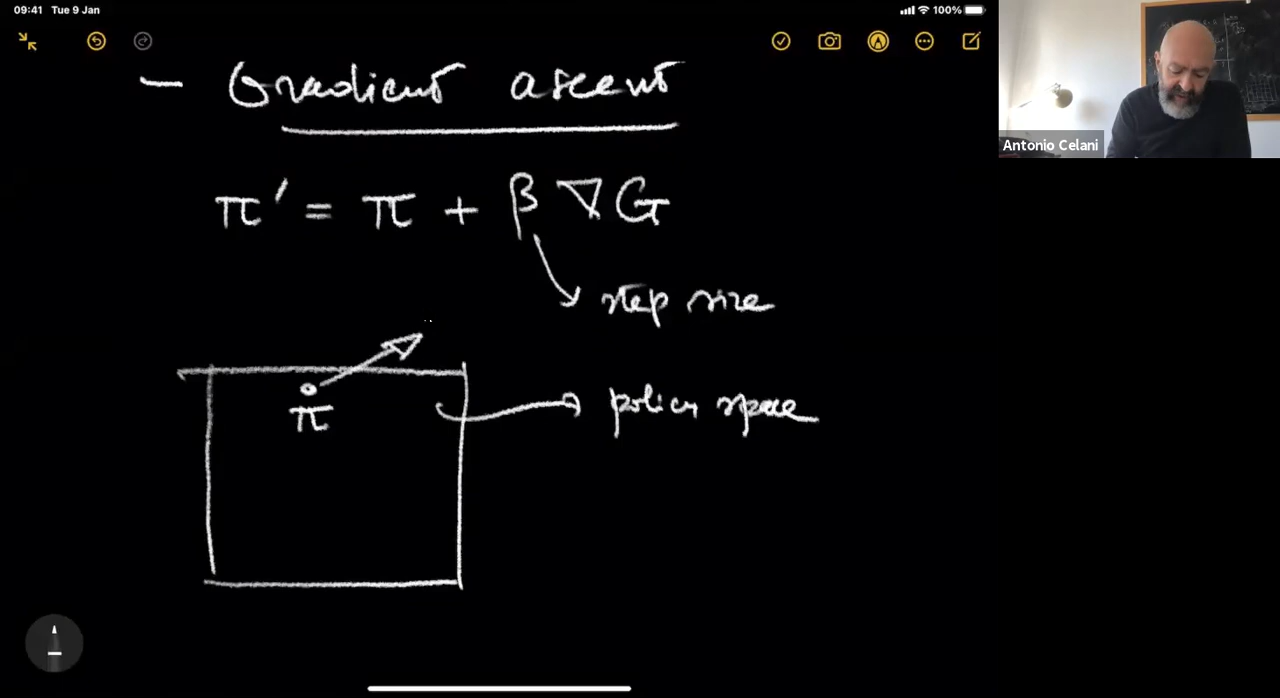 09:41 Tue 9 Jan
100%
Antonio Celani
- Gradient ascent
π' = π + β ∇G
step size
π
policy space